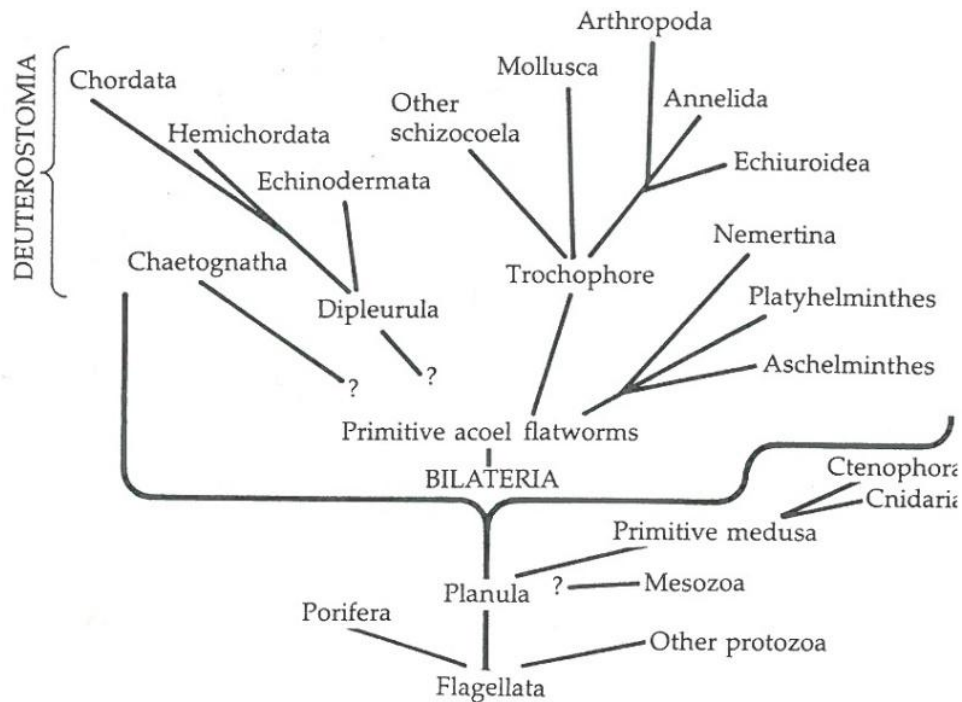 Arthropoda
Mollusca
Chordata
Other
schizocoela
Annelida
Hemichordata
Echiuroidea
Echinodermata
DEUTEROSTOMIA
Nemertina
Chaetognatha
Trochophore
Dipleurula
Platyhelminthes
?
?
Aschelminthes
Primitive acoel flatworms
BILATERIA
Ctenophora
Cnidaria
Primitive medusa
Planula
? Mesozoa
Porifera
Other protozoa
Flagellata